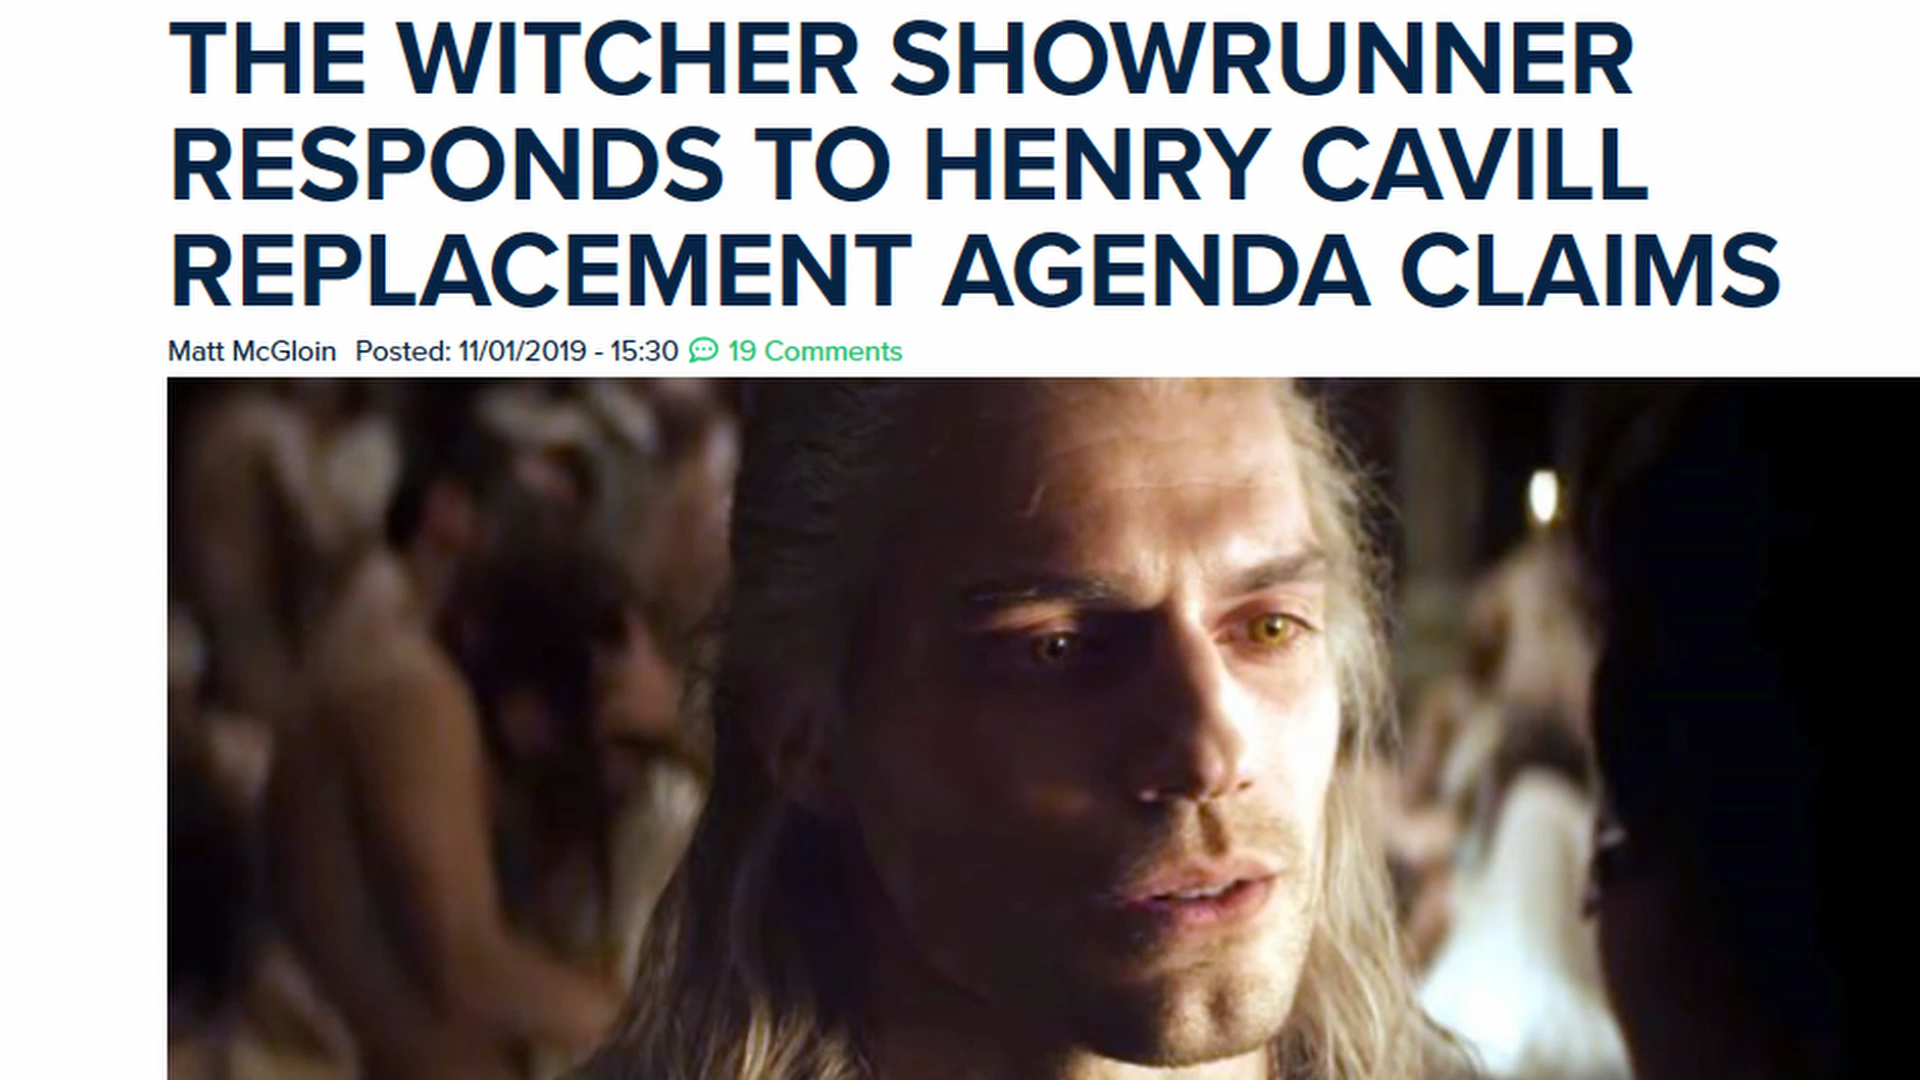 THE WITCHER SHOWRUNNER
RESPONDS TO HENRY CAVILL
REPLACEMENT AGENDA CLAIMS
Matt McGloin Posted: 11/01/2019 - 15:30 19 Comments